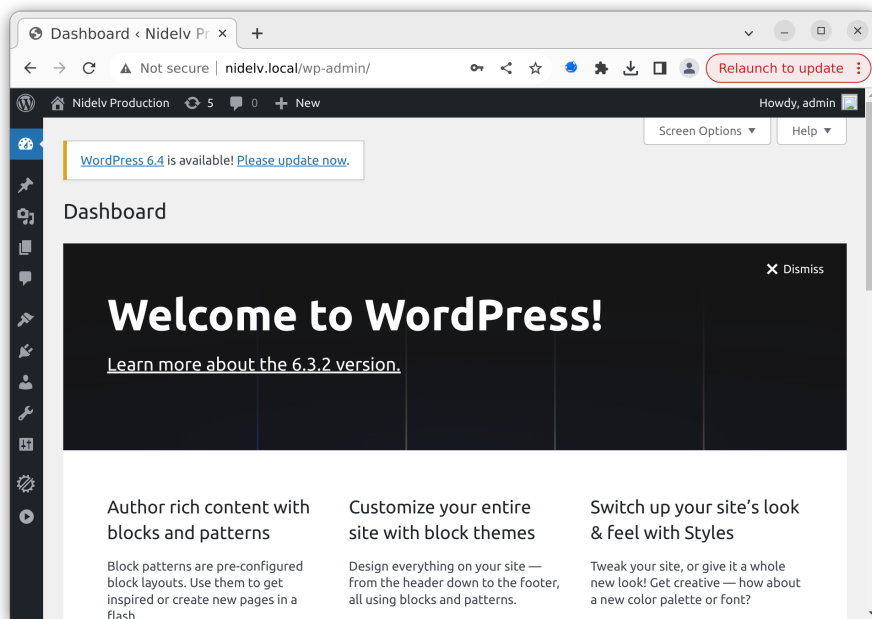 Dashboard ‹ Nidelv Pr
Not secure | nidelv.local/wp-admin/
Relaunch to update
Nidelv Production 5 0 New Howdy, admin
Screen Options ▼ Help ▼
WordPress 6.4 is available! Please update now.
Dashboard
Dismiss
Welcome to WordPress!
Learn more about the 6.3.2 version.
Author rich content with
blocks and patterns
Block patterns are pre-configured
block layouts. Use them to get
inspired or create new pages in a
flash.
Customize your entire
site with block themes
Design everything on your site —
from the header down to the footer,
all using blocks and patterns.
Switch up your site’s look
& feel with Styles
Tweak your site, or give it a whole
new look! Get creative — how about
a new color palette or font?